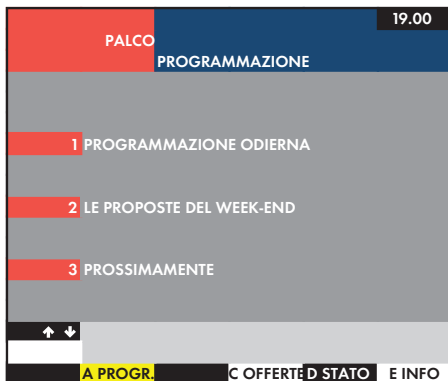 19.00
PALCO
PROGRAMMAZIONE
1 PROGRAMMAZIONE ODIERNA
2 LE PROPOSTE DEL WEEK-END
3 PROSSIMAMENTE
A PROGR. C OFFERTE D STATO E INFO